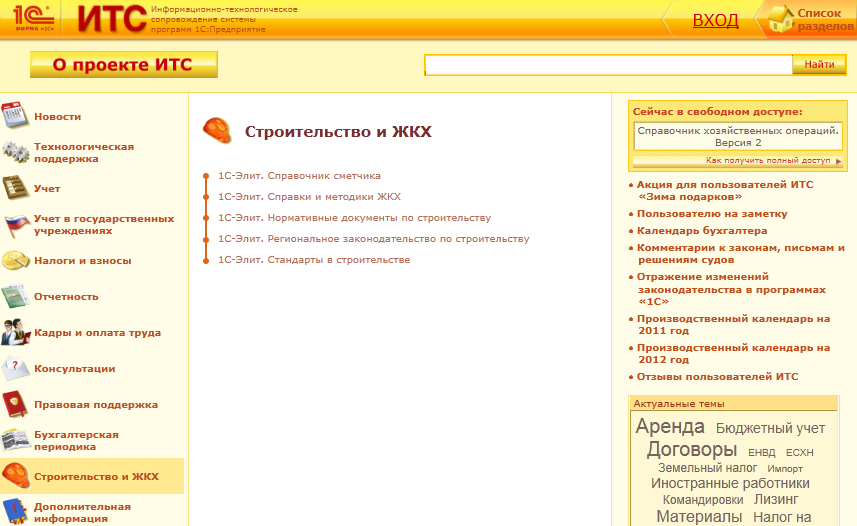 1С
ФИРМА «1С»
ИТС
Информационно-технологическое
сопровождение системы
программ 1С:Предприятие
ВХОД
Список
разделов
О проекте ИТС
Найти
Новости
Технологическая
поддержка
Учет
Учет в государственных
учреждениях
Налоги и взносы
Отчетность
Кадры и оплата труда
Консультации
Правовая поддержка
Бухгалтерская
периодика
Строительство и ЖКХ
Дополнительная
информация
Строительство и ЖКХ
1С-Элит. Справочник сметчика
1С-Элит. Справки и методики ЖКХ
1С-Элит. Нормативные документы по строительству
1С-Элит. Региональное законодательство по строительству
1С-Элит. Стандарты в строительстве
Сейчас в свободном доступе:
Справочник хозяйственных операций.
Версия 2
Как получить полный доступ
• Акция для пользователей ИТС
«Зима подарков»
• Пользователю на заметку
• Календарь бухгалтера
• Комментарии к законам, письмам и
решениям судов
• Отражение изменений
законодательства в программах
«1С»
• Производственный календарь на
2011 год
• Производственный календарь на
2012 год
• Отзывы пользователей ИТС
Актуальные темы
Аренда Бюджетный учет
Договоры ЕНВД ЕСХН
Земельный налог Импорт
Иностранные работники
Командировки Лизинг
Материалы Налог на